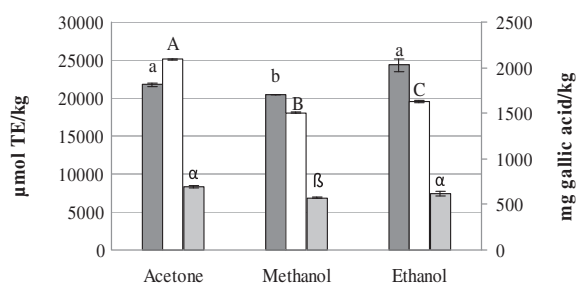 30000
25000
20000
15000
10000
5000
0
µmol TE/kg
2500
2000
1500
1000
500
0
mg gallic acid/kg
a A α
b B ß
a C α
Acetone Methanol Ethanol